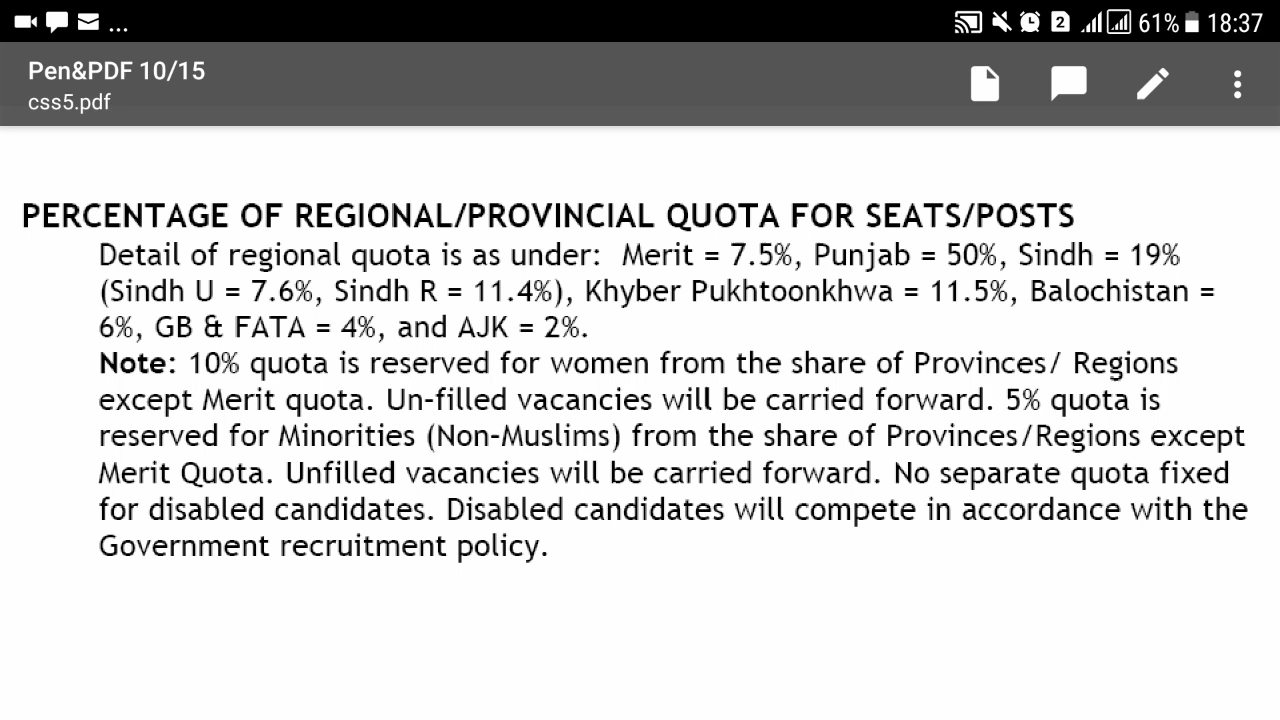 ... 2 61% 18:37
Pen&PDF 10/15
css5.pdf
PERCENTAGE OF REGIONAL/PROVINCIAL QUOTA FOR SEATS/POSTS
Detail of regional quota is as under: Merit = 7.5%, Punjab = 50%, Sindh = 19%
(Sindh U = 7.6%, Sindh R = 11.4%), Khyber Pukhtoonkhwa = 11.5%, Balochistan =
6%, GB & FATA = 4%, and AJK = 2%.
Note: 10% quota is reserved for women from the share of Provinces/ Regions
except Merit quota. Un-filled vacancies will be carried forward. 5% quota is
reserved for Minorities (Non-Muslims) from the share of Provinces/Regions except
Merit Quota. Unfilled vacancies will be carried forward. No separate quota fixed
for disabled candidates. Disabled candidates will compete in accordance with the
Government recruitment policy.